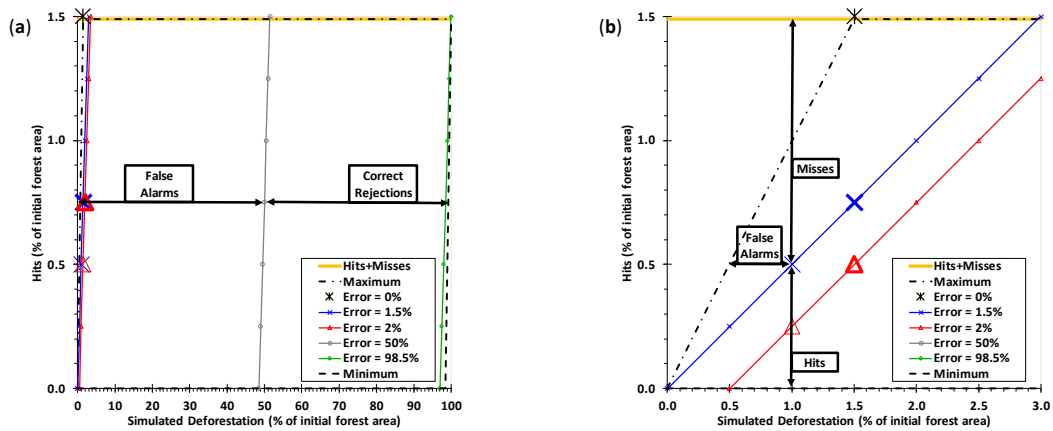 (a)
Hits (% of initial forest area)
1.5
1.0
0.5
0.0
False
Alarms
Correct
Rejections
Hits+Misses
Maximum
Error = 0%
Error = 1.5%
Error = 2%
Error = 50%
Error = 98.5%
Minimum
0 10 20 30 40 50 60 70 80 90 100
Simulated Deforestation (% of initial forest area)
(b)
Hits (% of initial forest area)
1.5
1.0
0.5
0.0
Misses
False
Alarms
Hits
Hits+Misses
Maximum
Error = 0%
Error = 1.5%
Error = 2%
Error = 50%
Error = 98.5%
Minimum
0.0 0.5 1.0 1.5 2.0 2.5 3.0
Simulated Deforestation (% of initial forest area)